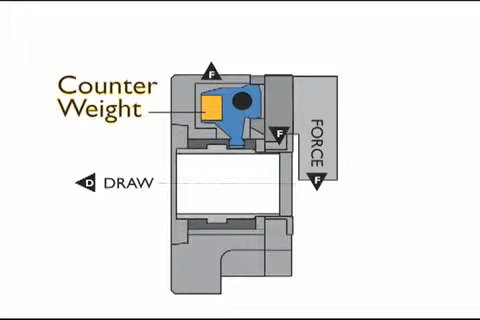 F
Counter
Weight
F
FORCE
D DRAW
F